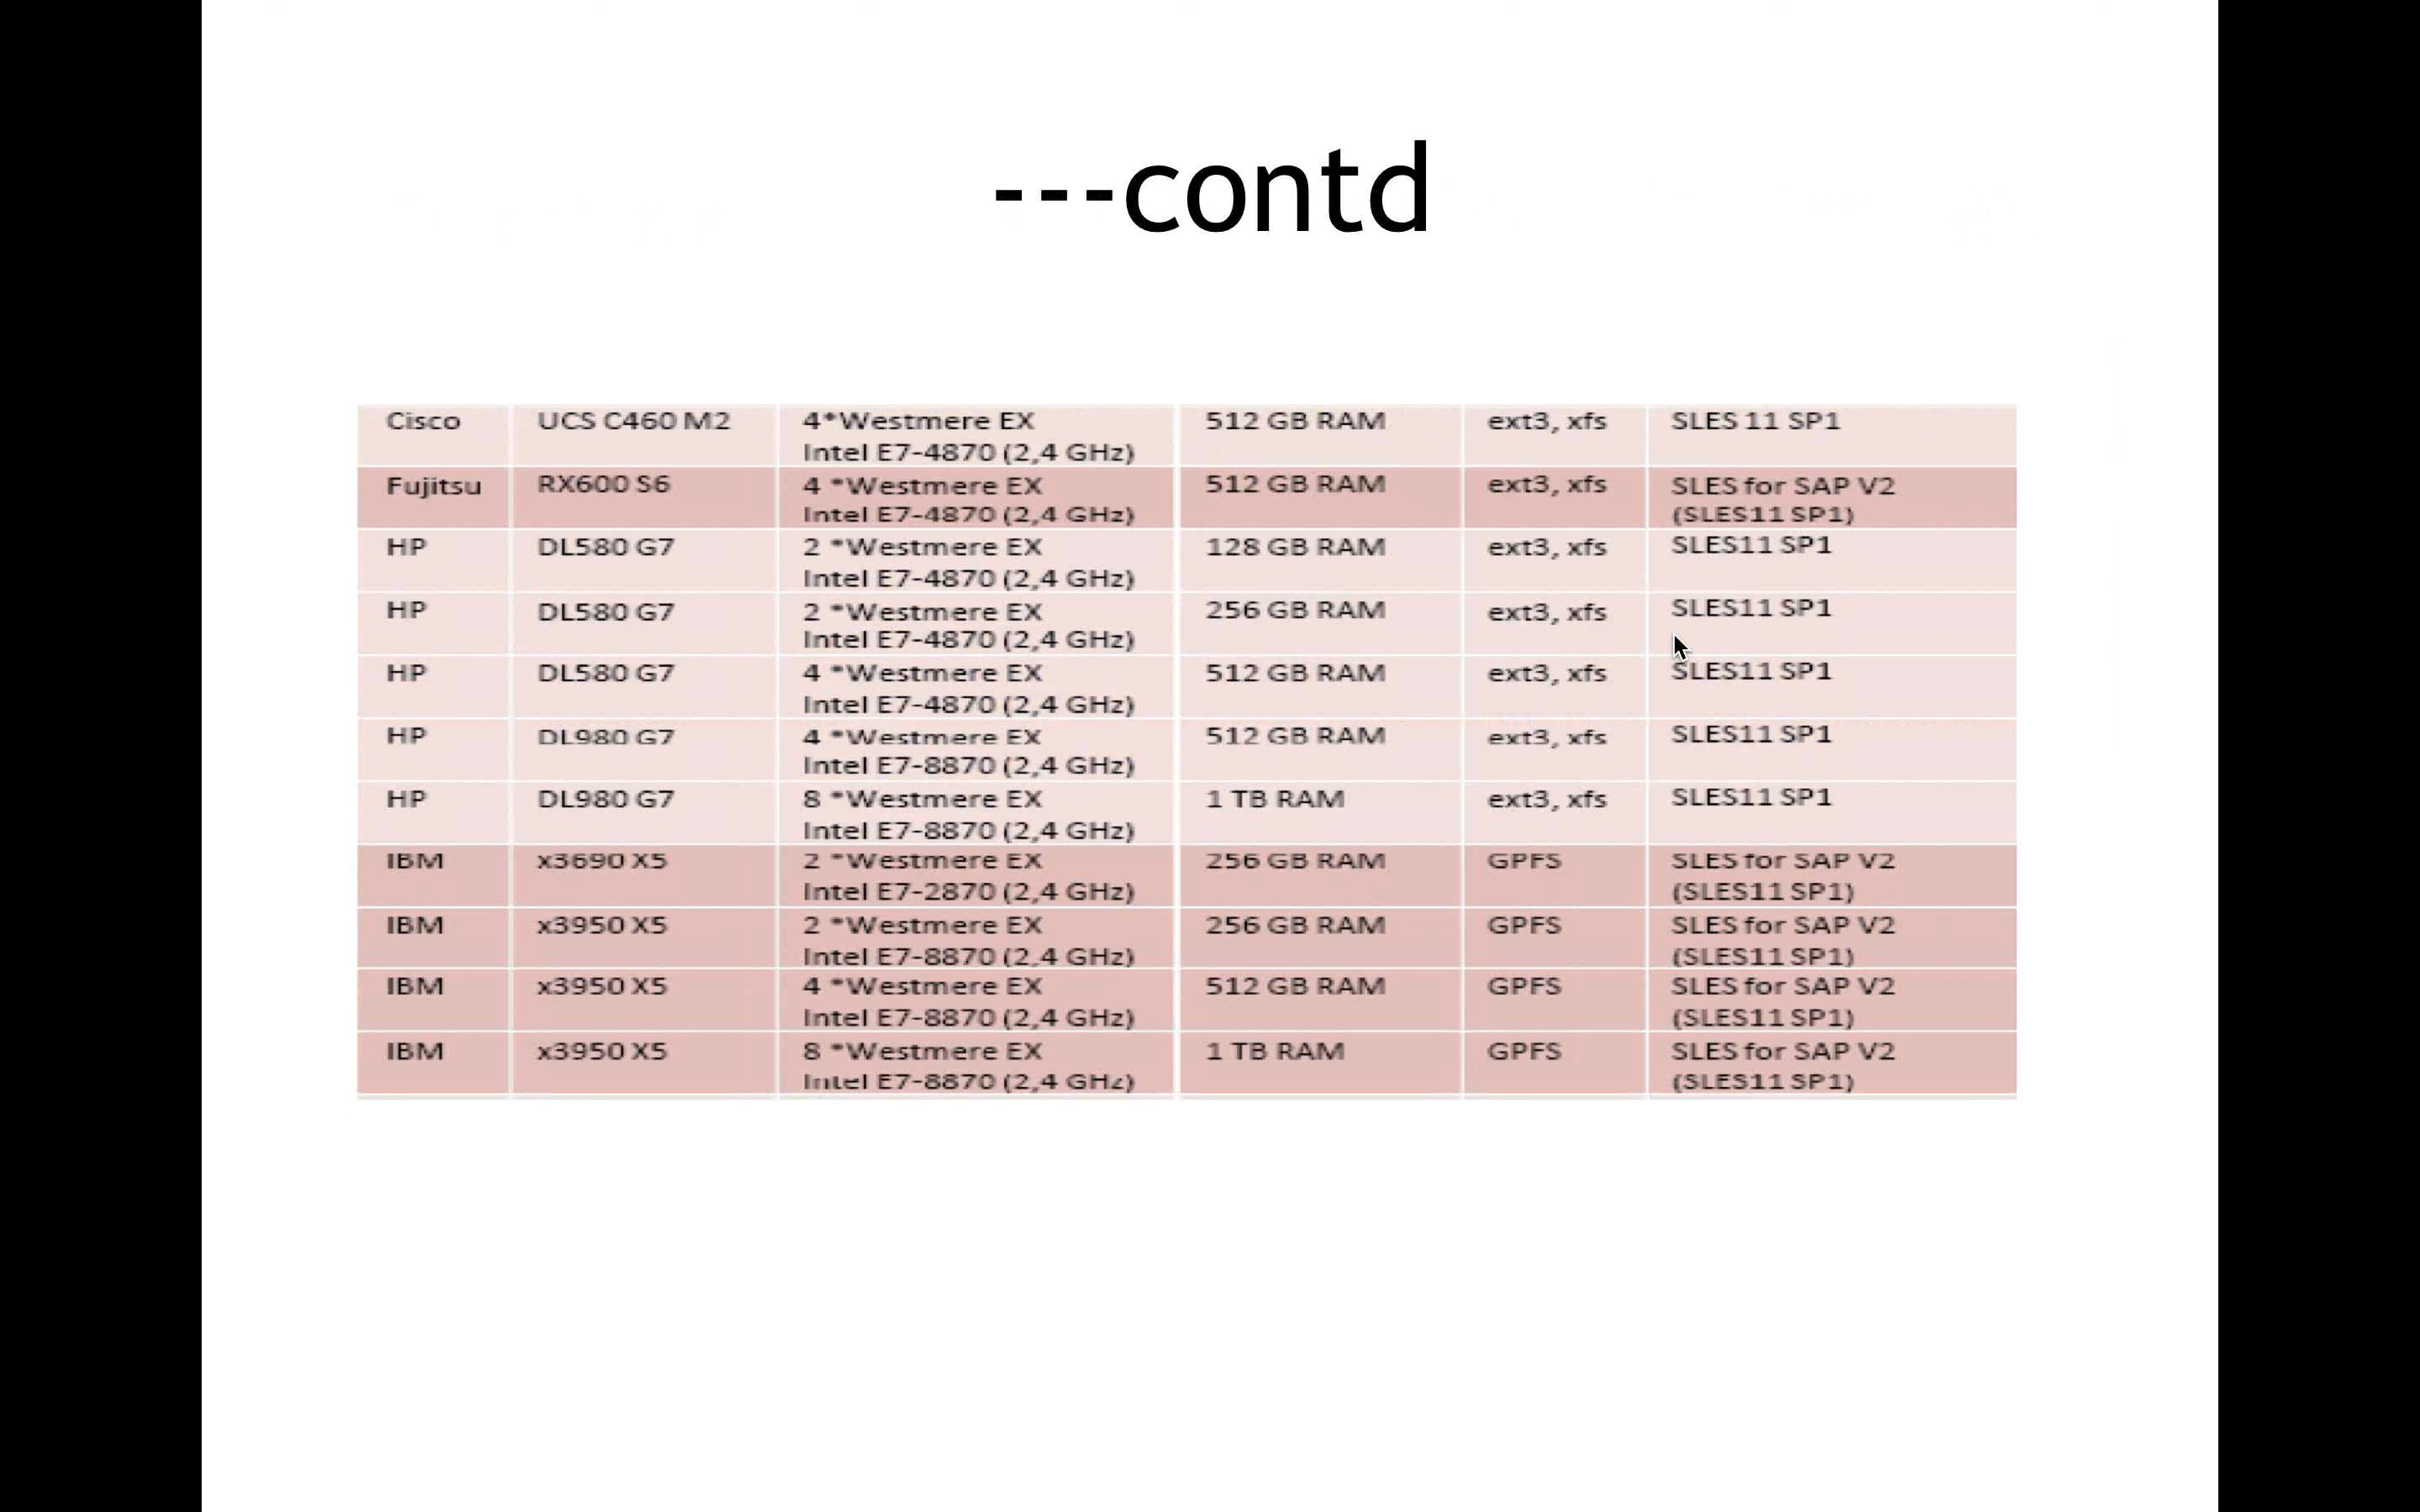 ---contd
Cisco UCS C460 M2 4*Westmere EX 512 GB RAM ext3, xfs SLES 11 SP1
Intel E7-4870 (2,4 GHz)
Fujitsu RX600 S6 4 *Westmere EX 512 GB RAM ext3, xfs SLES for SAP V2
Intel E7-4870 (2,4 GHz) (SLES11 SP1)
HP DL580 G7 2 *Westmere EX 128 GB RAM ext3, xfs SLES11 SP1
Intel E7-4870 (2,4 GHz)
HP DL580 G7 2 *Westmere EX 256 GB RAM ext3, xfs SLES11 SP1
Intel E7-4870 (2,4 GHz)
HP DL580 G7 4 *Westmere EX 512 GB RAM ext3, xfs SLES11 SP1
Intel E7-4870 (2,4 GHz)
HP DL980 G7 4 *Westmere EX 512 GB RAM ext3, xfs SLES11 SP1
Intel E7-8870 (2,4 GHz)
HP DL980 G7 8 *Westmere EX 1 TB RAM ext3, xfs SLES11 SP1
Intel E7-8870 (2,4 GHz)
IBM x3690 X5 2 *Westmere EX 256 GB RAM GPFS SLES for SAP V2
Intel E7-2870 (2,4 GHz) (SLES11 SP1)
IBM x3950 X5 2 *Westmere EX 256 GB RAM GPFS SLES for SAP V2
Intel E7-8870 (2,4 GHz) (SLES11 SP1)
IBM x3950 X5 4 *Westmere EX 512 GB RAM GPFS SLES for SAP V2
Intel E7-8870 (2,4 GHz) (SLES11 SP1)
IBM x3950 X5 8 *Westmere EX 1 TB RAM GPFS SLES for SAP V2
Intel E7-8870 (2,4 GHz) (SLES11 SP1)